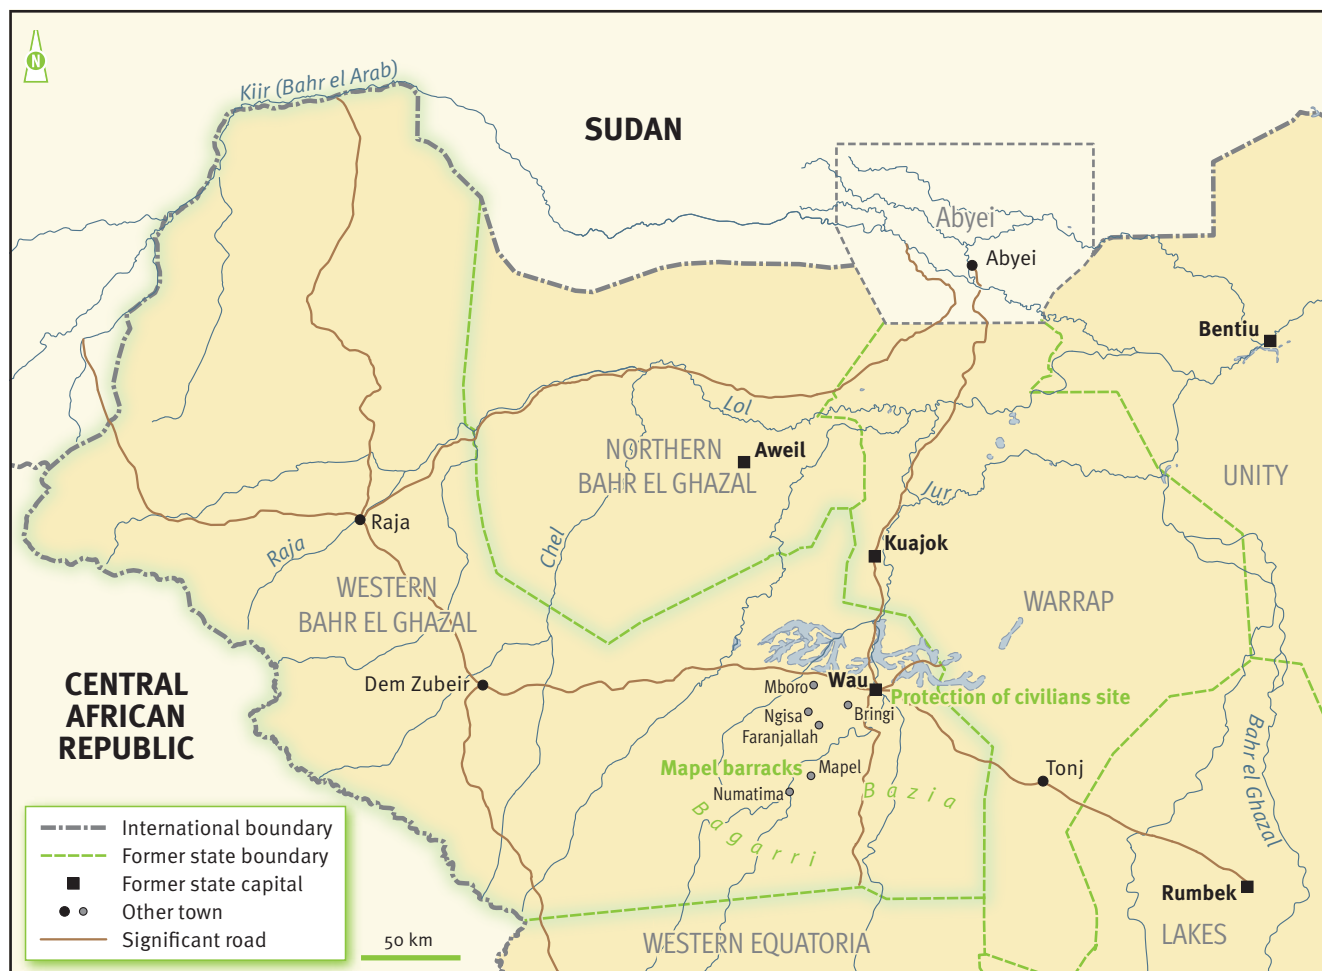 N
Kiir (Bahr el Arab)
SUDAN
Abyei
Abyei
Bentiu
Lol
NORTHERN
BAHR EL GHAZAL
Aweil
UNITY
Jur
Raja
Raja
Chel
Kuajok
WESTERN
BAHR EL GHAZAL
WARRAP
CENTRAL
AFRICAN
REPUBLIC
Dem Zubeir
Mboro
Wau
Protection of civilians site
Ngisa
Bringi
Faranjallah
Bahr el Ghazal
Mapel barracks
Mapel
Tonj
Numatima
Bazia
Bagarri
International boundary
Former state boundary
Former state capital
Other town
Significant road
50 km
Rumbek
WESTERN EQUATORIA
LAKES